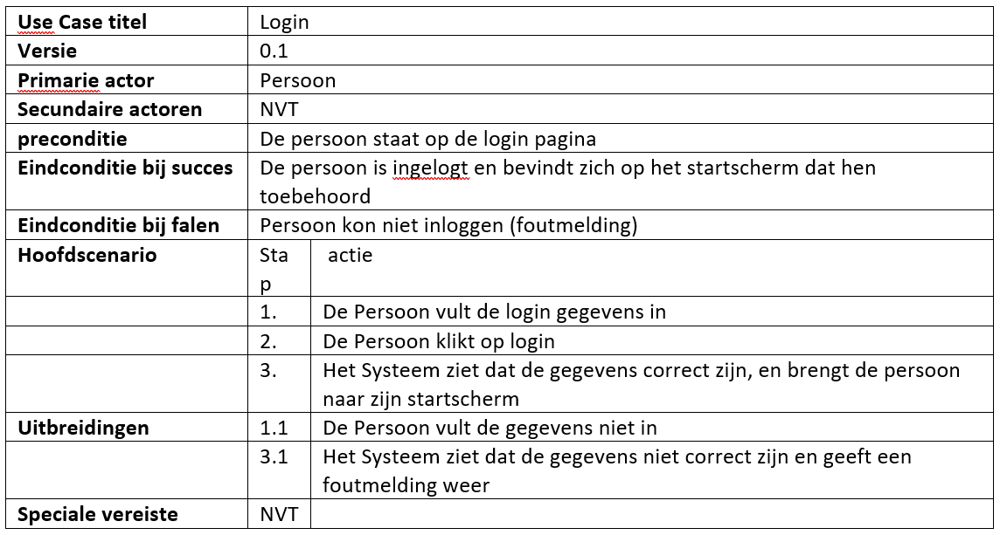 Use Case titel Login
Versie 0.1
Primarie actor Persoon
Secundaire actoren NVT
preconditie De persoon staat op de login pagina
Eindconditie bij succes De persoon is ingelogt en bevindt zich op het startscherm dat hen
toebehoord
Eindconditie bij falen Persoon kon niet inloggen (foutmelding)
Hoofdscenario Sta actie
p
1. De Persoon vult de login gegevens in
2. De Persoon klikt op login
3. Het Systeem ziet dat de gegevens correct zijn, en brengt de persoon
naar zijn startscherm
Uitbreidingen 1.1 De Persoon vult de gegevens niet in
3.1 Het Systeem ziet dat de gegevens niet correct zijn en geeft een
foutmelding weer
Speciale vereiste NVT